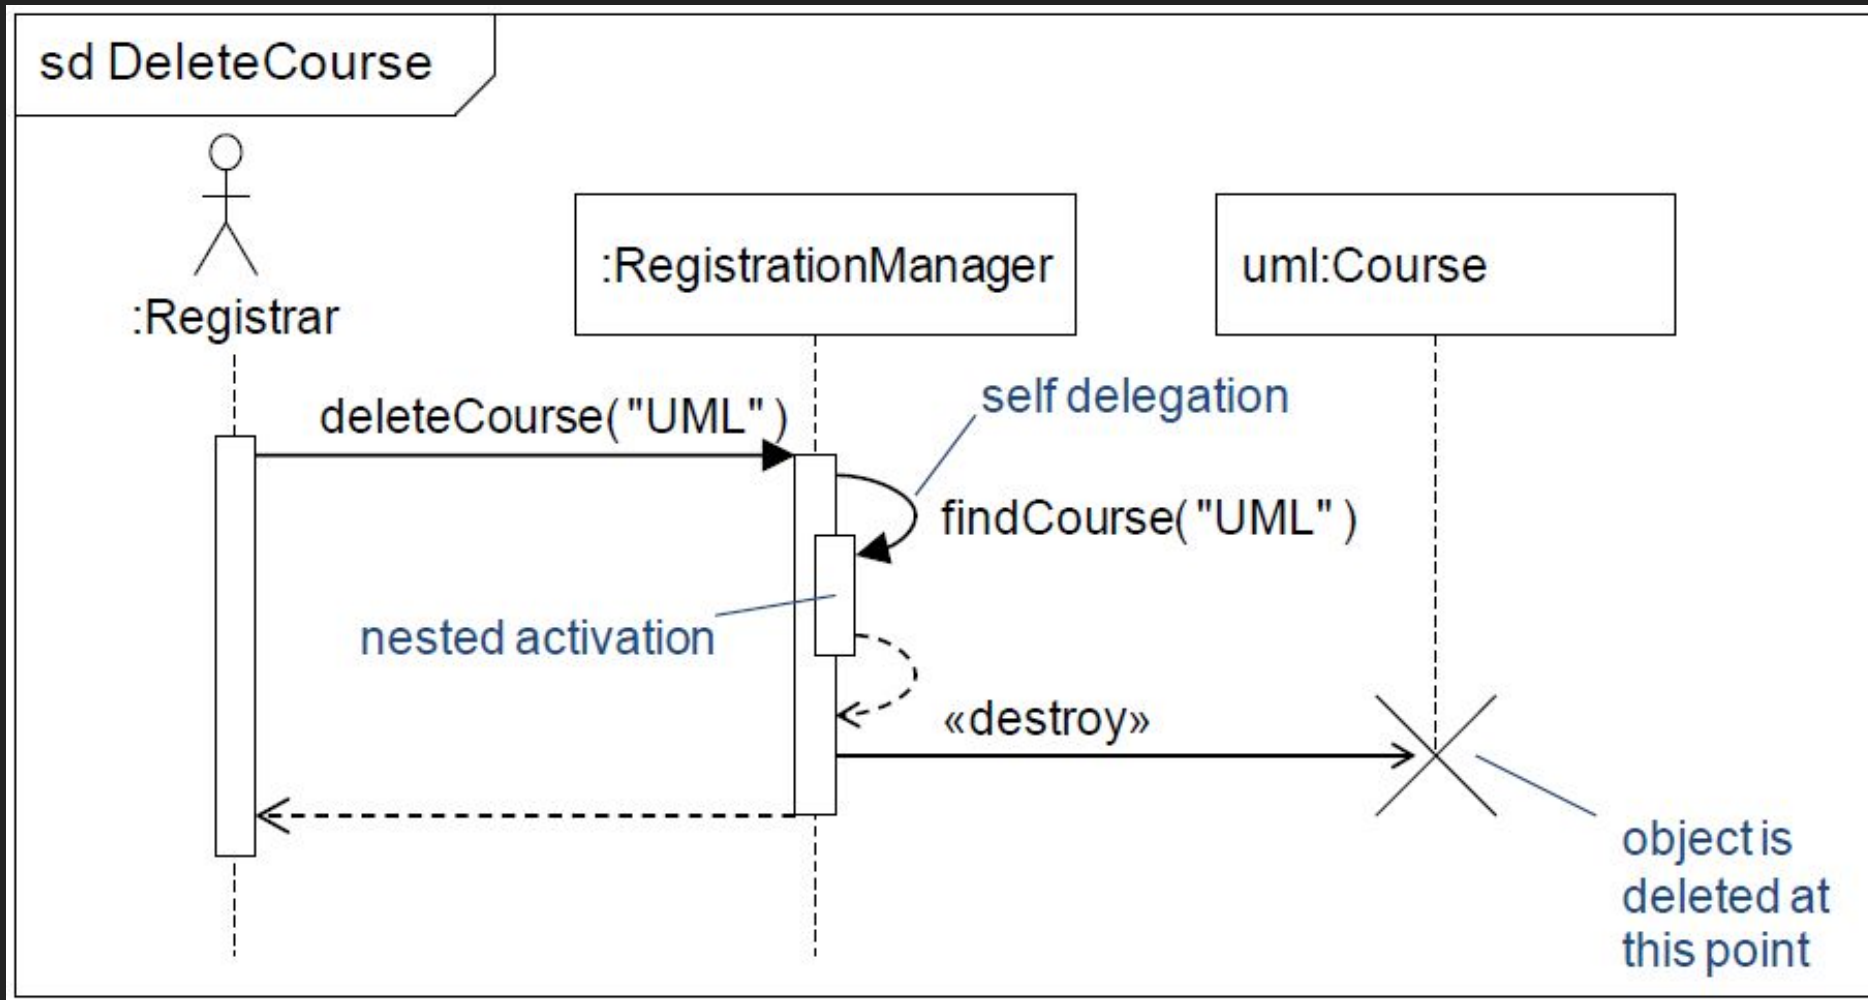 sd DeleteCourse
:RegistrationManager
uml:Course
:Registrar
self delegation
deleteCourse("UML")
findCourse("UML")
nested activation
«destroy»
object is
deleted at
this point